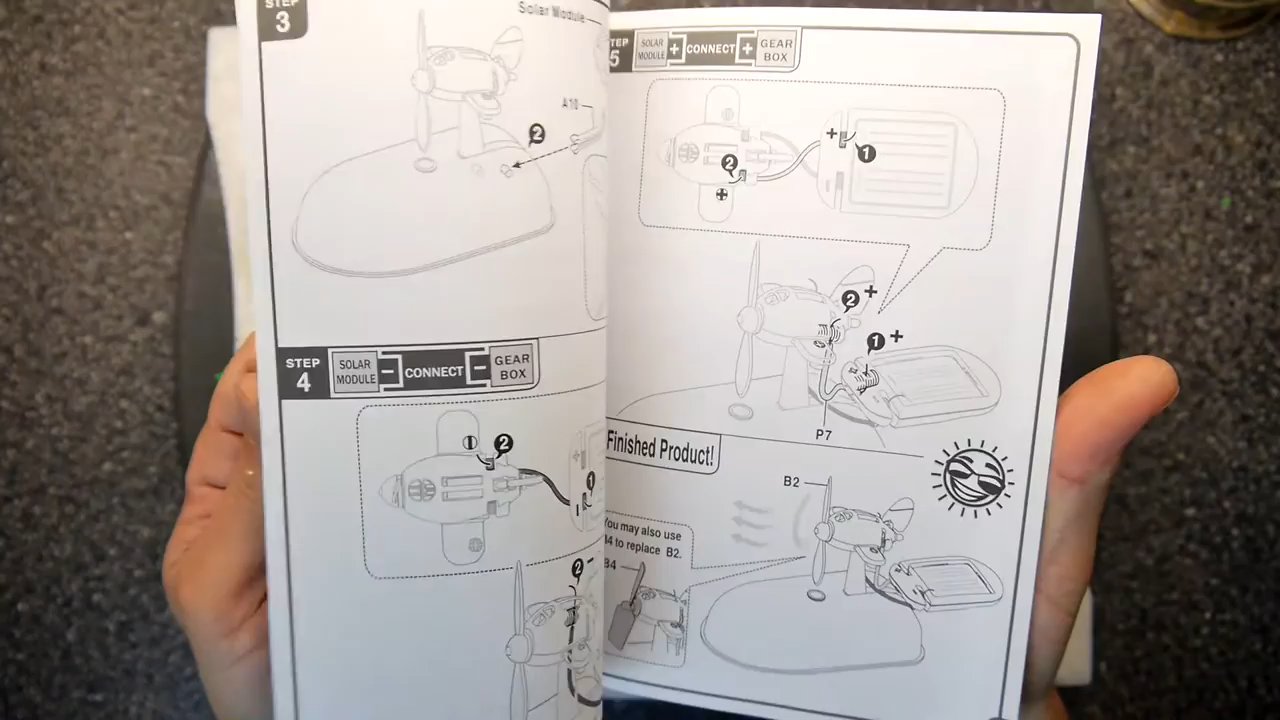 STEP
3
Solar Module
A10
2
STEP
4
SOLAR
MODULE
−
CONNECT
−
GEAR
BOX
2
1
2
−
TEP
5
SOLAR
MODULE
+
CONNECT
+
GEAR
BOX
+
1
2
2
+
1
+
P7
Finished Product!
B2
You may also use
B4 to replace B2.
B4